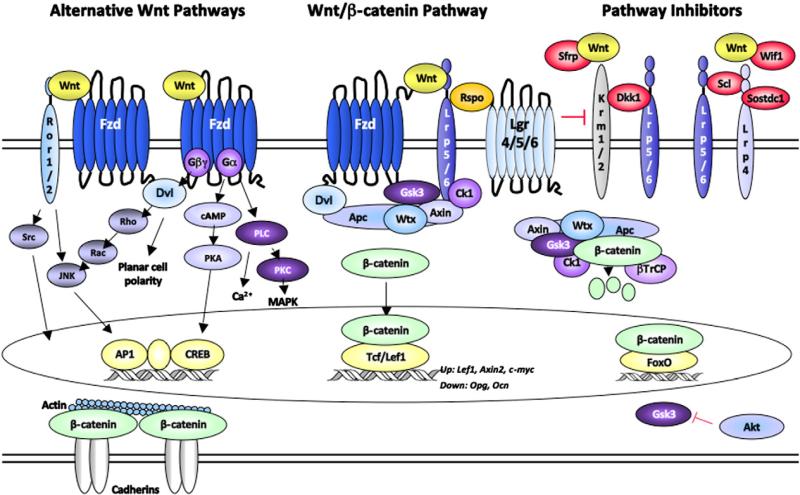 Alternative Wnt Pathways
Wnt/β-catenin Pathway
Pathway Inhibitors
Wnt
Ror1/2
Fzd
Wnt
Fzd
Gβγ
Gα
Dvl
Rho
Rac
Src
JNK
Planar cell
polarity
cAMP
PKA
PLC
PKC
Ca²⁺
MAPK
AP1
CREB
Actin
β-catenin
β-catenin
Cadherins
Wnt
Fzd
Lrp5/6
Rspo
Lgr
4/5/6
Dvl
Gsk3
Ck1
Apc
Wtx
Axin
β-catenin
β-catenin
Tcf/Lef1
Up: Lef1, Axin2, c-myc
Down: Opg, Ocn
Sfrp
Wnt
Krm1/2
Dkk1
Lrp5/6
Wnt
Wif1
Scl
Sostdc1
Lrp5/6
Lrp4
Axin
Wtx
Apc
Gsk3
β-catenin
Ck1
βTrCP
β-catenin
FoxO
Gsk3
Akt